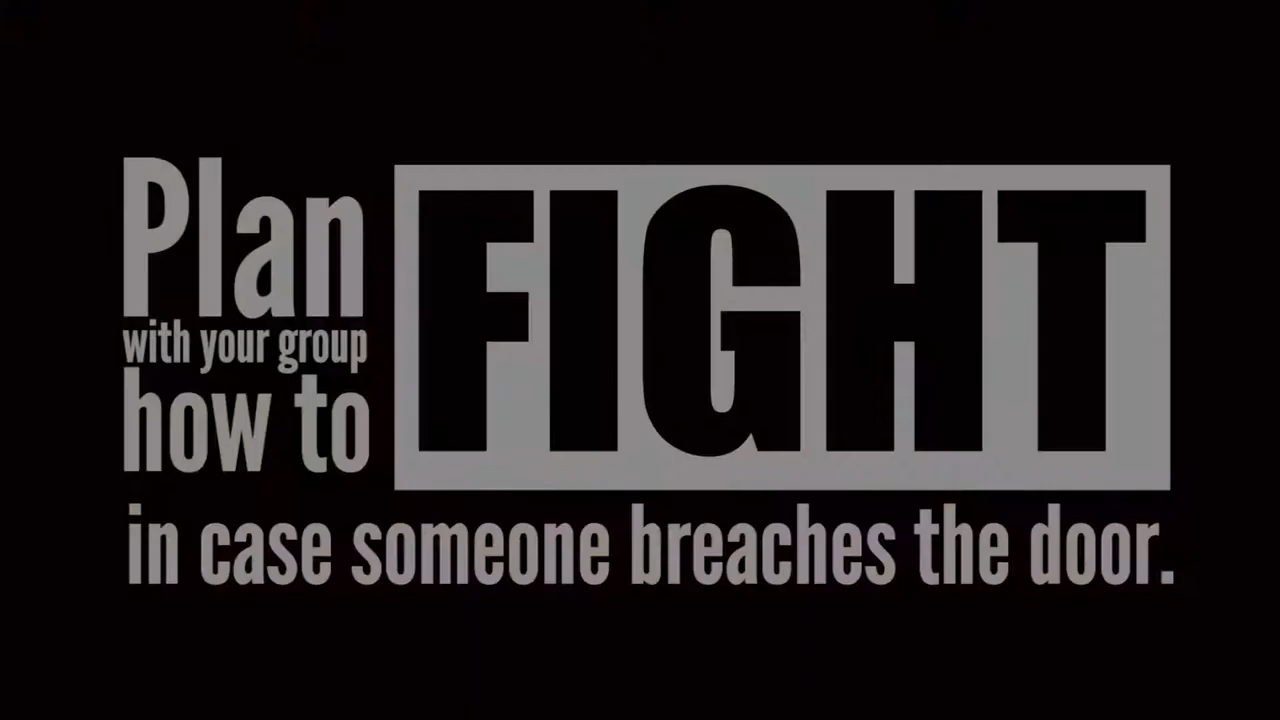 Plan
with your group
how to
FIGHT
in case someone breaches the door.